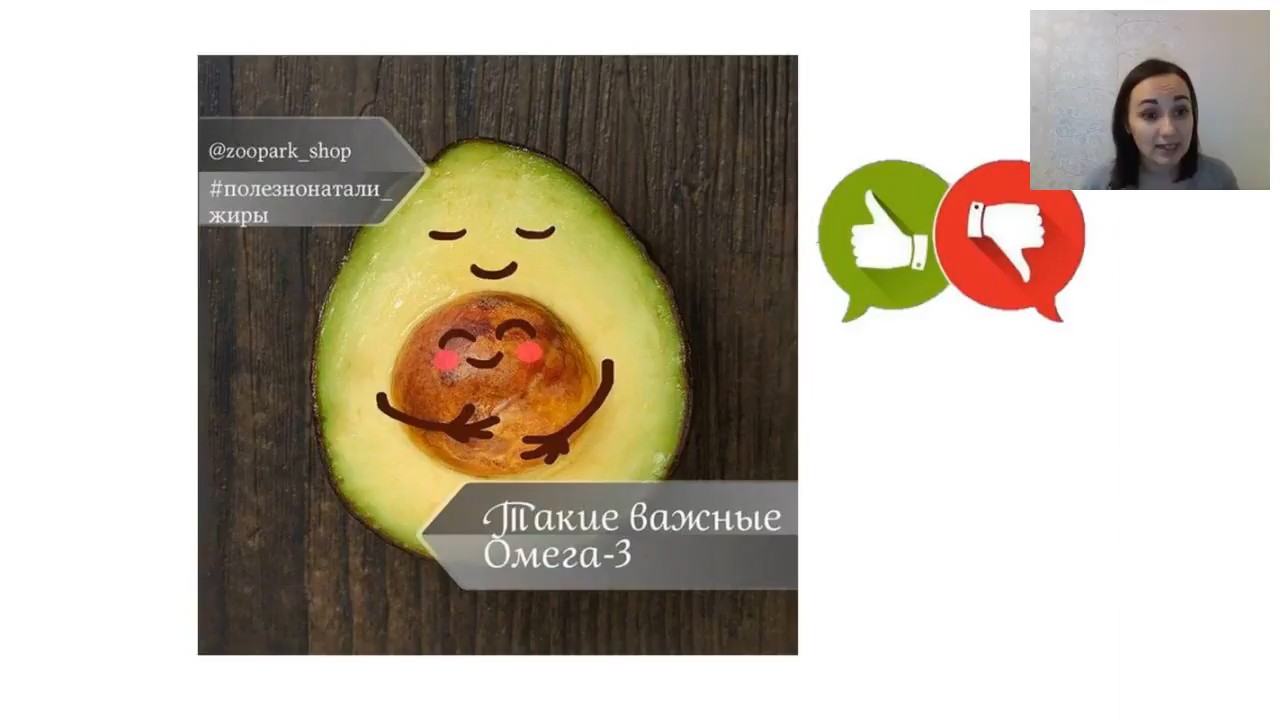 @zoopark_shop
#полезнонатали_
жиры
Такие важные
Омега-3